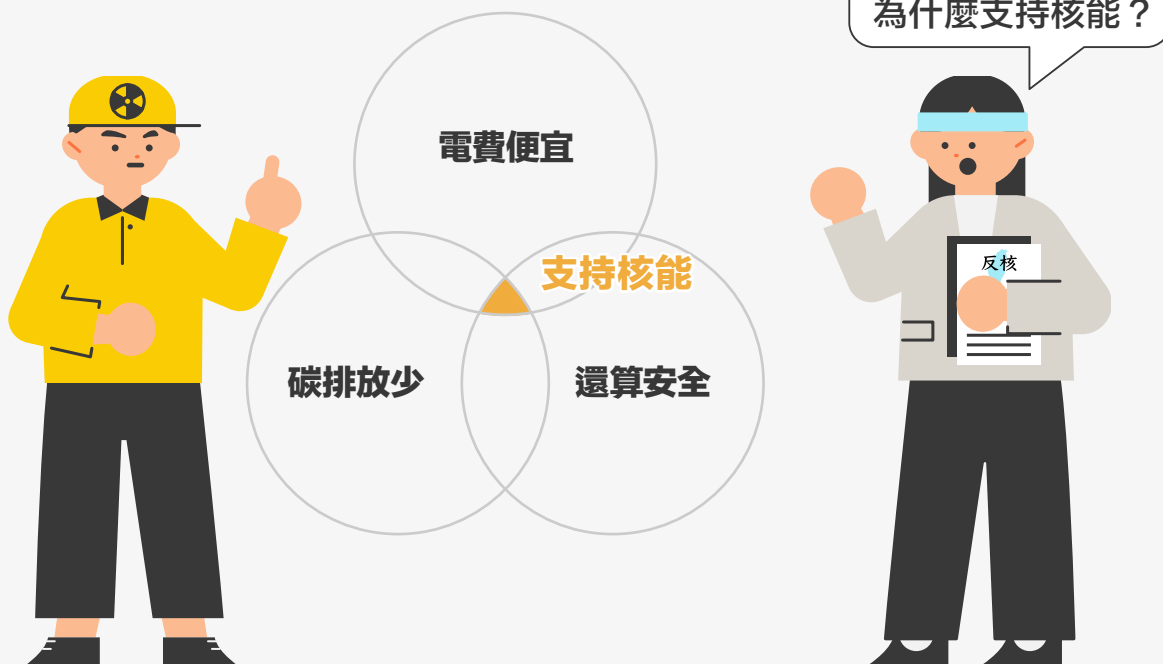 為什麼支持核能？
電費便宜
支持核能
反核
碳排放少
還算安全